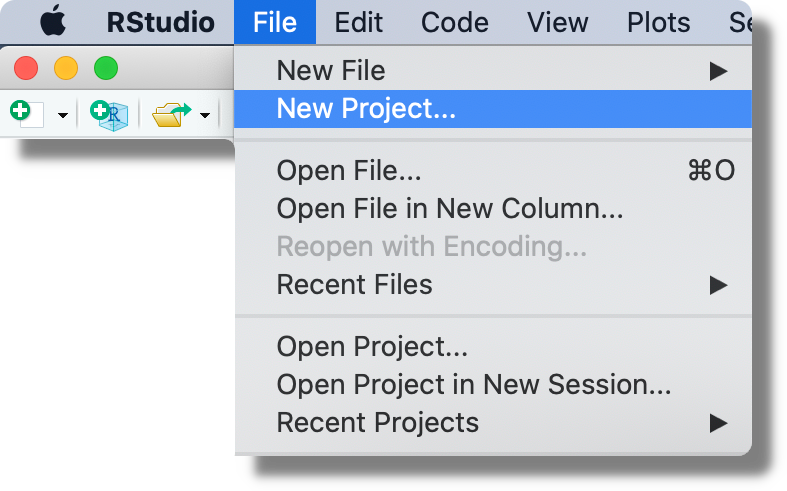 RStudio File Edit Code View Plots
R
New File
New Project...
Open File... ⌘O
Open File in New Column...
Reopen with Encoding...
Recent Files
Open Project...
Open Project in New Session...
Recent Projects